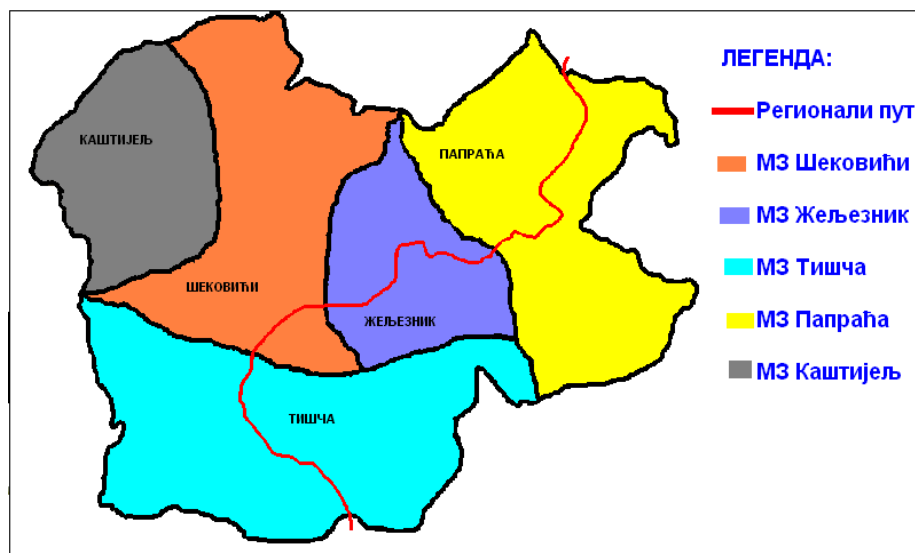 КАШТИЈЕЉ
ПАПРАЋА
ШЕКОВИЋИ
ЖЕЉЕЗНИК
ТИШЧА
ЛЕГЕНДА:
Регионали пут
МЗ Шековићи
МЗ Жељезник
МЗ Тишча
МЗ Папраћа
МЗ Каштијељ